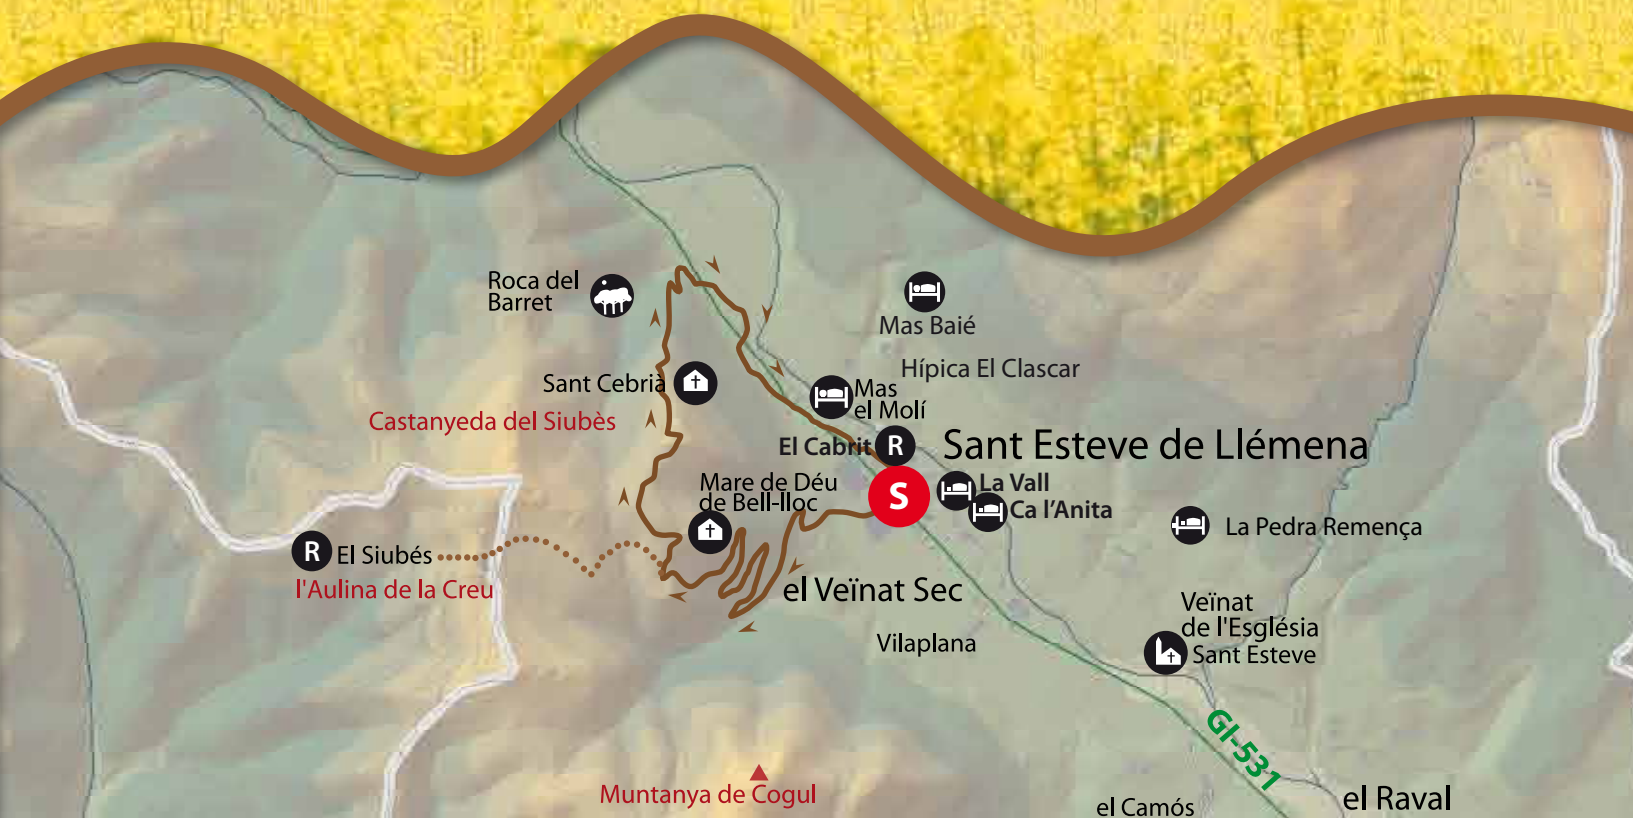 Roca del
Barret
Mas Baié
Hípica El Clascar
Sant Cebrià
Mas
el Molí
Castanyeda del Siubès
El Cabrit
R
Sant Esteve de Llémena
Mare de Déu
de Bell-lloc
S
La Vall
Ca l'Anita
La Pedra Remença
R
El Siubés
l'Aulina de la Creu
el Veïnat Sec
Veïnat
de l'Església
Sant Esteve
Vilaplana
GI-531
Muntanya de Cogul
el Camós
el Raval